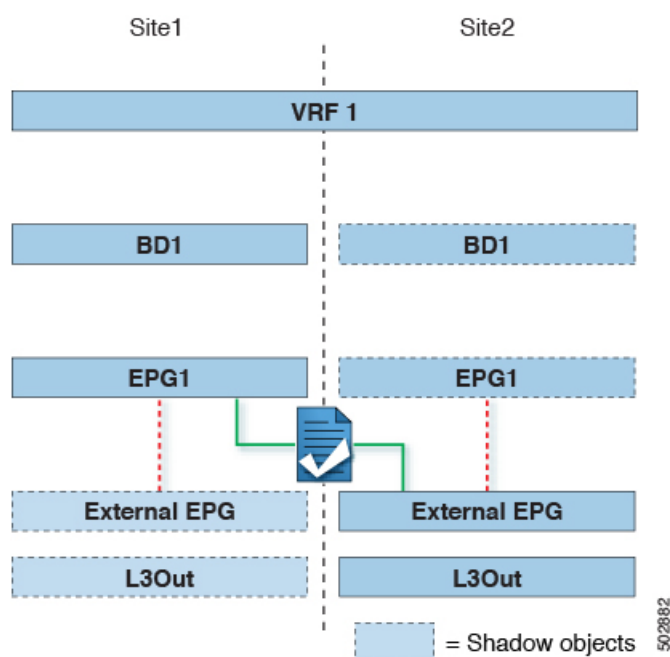 Site1
Site2
VRF 1
BD1
BD1
EPG1
EPG1
External EPG
External EPG
L3Out
L3Out
= Shadow objects
502882